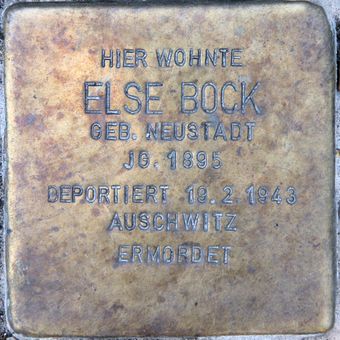 HIER WOHNTE
ELSE BOCK
GEB. NEUSTADT
JG. 1895
DEPORTIERT 19.2.1943
AUSCHWITZ
ERMORDET